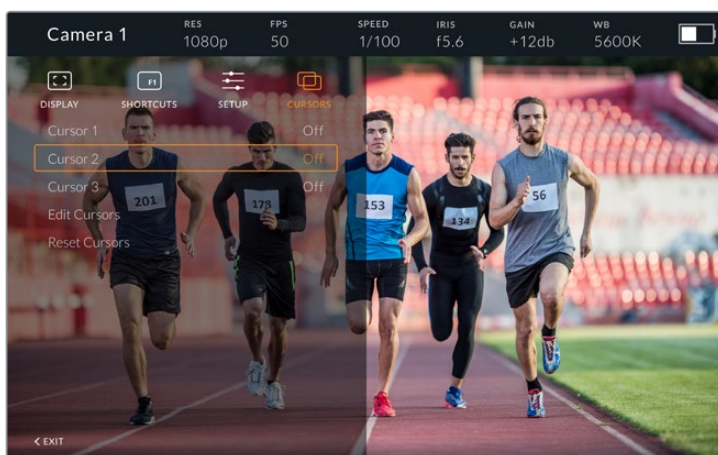 Camera 1 RES FPS SPEED IRIS GAIN WB
1080p 50 1/100 f5.6 +12db 5600K
F1
DISPLAY SHORTCUTS SETUP CURSORS
Cursor 1 Off
Cursor 2 Off
Cursor 3 Off
Edit Cursors
Reset Cursors
201 178 153 134 56
< EXIT